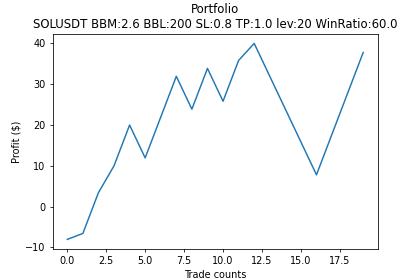 Portfolio
SOLUSDT BBM:2.6 BBL:200 SL:0.8 TP:1.0 lev:20 WinRatio:60.0
40
30
20
10
0
−10
Profit ($)
0.0 2.5 5.0 7.5 10.0 12.5 15.0 17.5
Trade counts